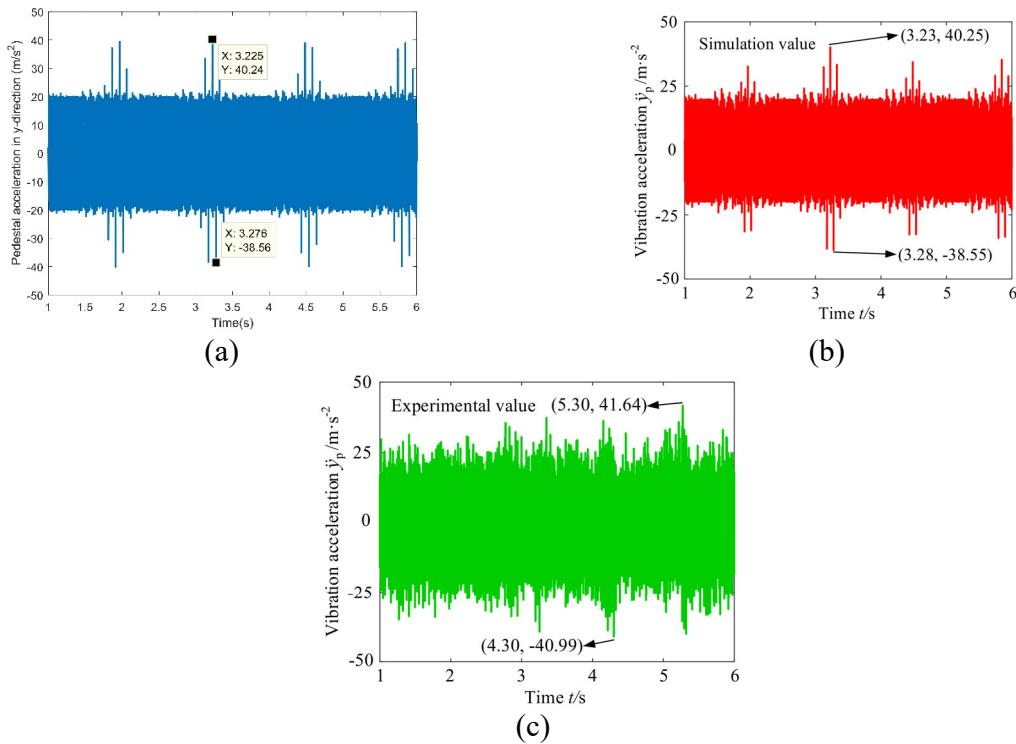 Pedestal acceleration in y-direction (m/s²)
50
40
30
20
10
0
-10
-20
-30
-40
-50
X: 3.225
Y: 40.24
X: 3.276
Y: -38.56
1 1.5 2 2.5 3 3.5 4 4.5 5 5.5 6
Time(s)
(a)
Vibration acceleration ÿₚ/m·s⁻²
50
25
0
-25
-50
Simulation value
(3.23, 40.25)
(3.28, -38.55)
1 2 3 4 5 6
Time t/s
(b)
Vibration acceleration ÿₚ/m·s⁻²
50
25
0
-25
-50
Experimental value (5.30, 41.64)
(4.30, -40.99)
1 2 3 4 5 6
Time t/s
(c)